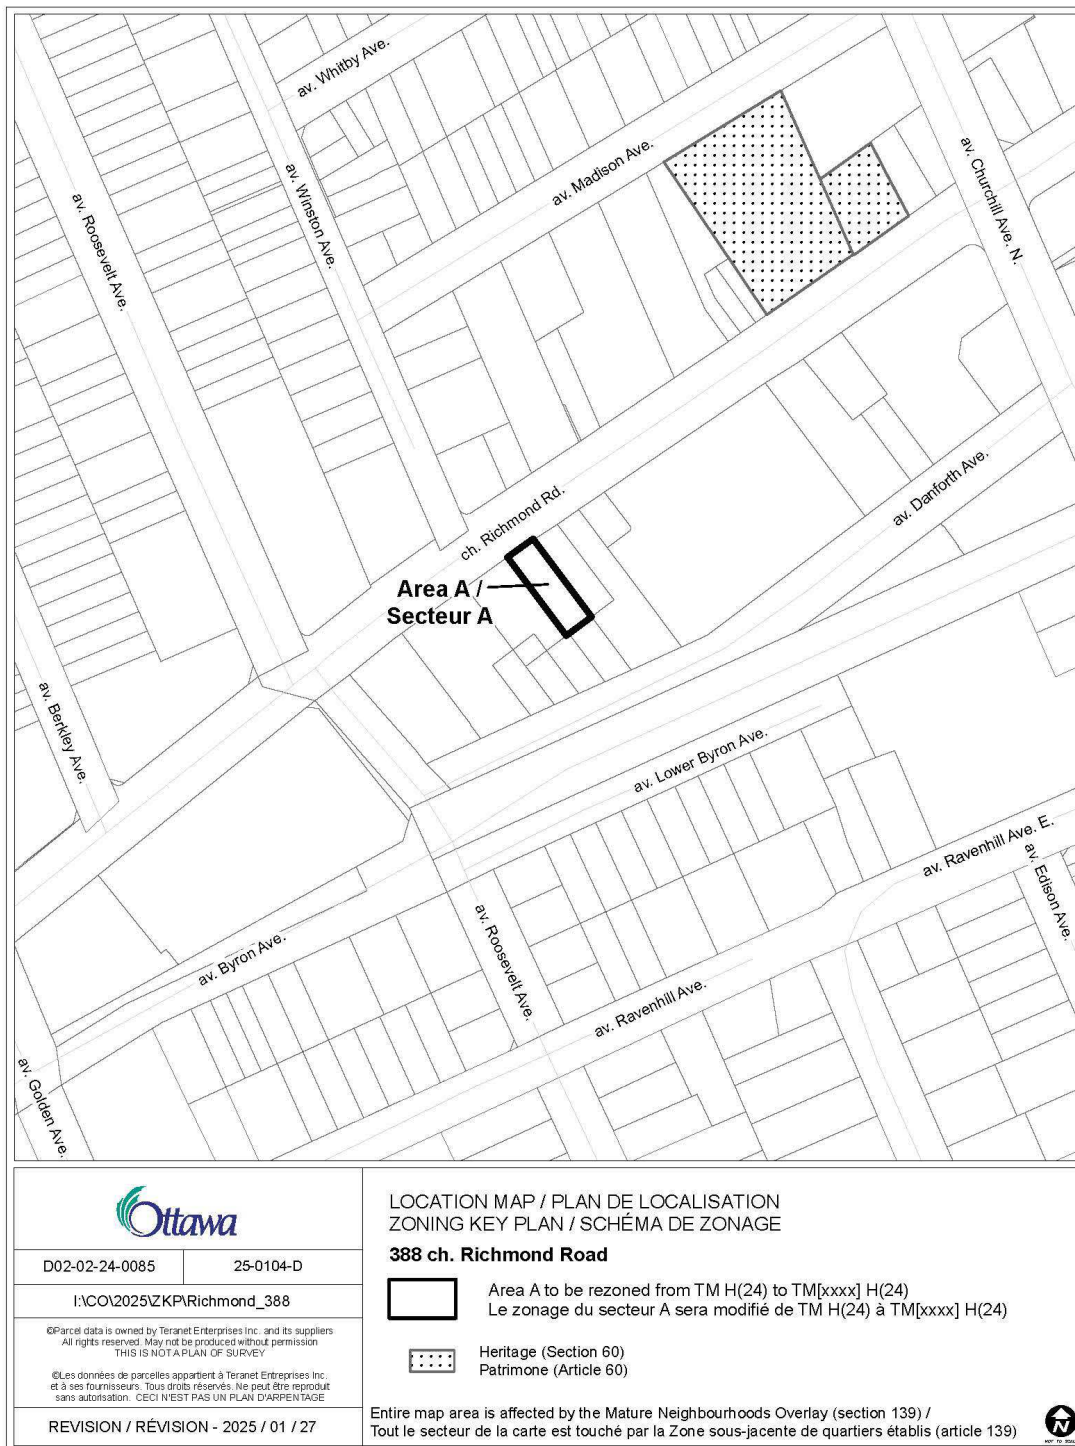 av. Whitby Ave.
av. Madison Ave.
av. Churchill Ave. N.
av. Winston Ave.
av. Roosevelt Ave.
av. Danforth Ave.
ch. Richmond Rd.
Area A /
Secteur A
av. Berkley Ave.
av. Lower Byron Ave.
av. Ravenhill Ave. E.
av. Edison Ave.
av. Roosevelt Ave.
av. Byron Ave.
av. Ravenhill Ave.
av. Golden Ave.
Ottawa
D02-02-24-0085
25-0104-D
I:\CO\2025\ZKP\Richmond_388
©Parcel data is owned by Teranet Enterprises Inc. and its suppliers
All rights reserved. May not be produced without permission
THIS IS NOT A PLAN OF SURVEY
©Les données de parcelles appartient à Teranet Entreprises Inc.
et à ses fournisseurs. Tous droits réservés. Ne peut être reproduit
sans autorisation. CECI N'EST PAS UN PLAN D'ARPENTAGE
REVISION / RÉVISION - 2025 / 01 / 27
LOCATION MAP / PLAN DE LOCALISATION
ZONING KEY PLAN / SCHÉMA DE ZONAGE
388 ch. Richmond Road
Area A to be rezoned from TM H(24) to TM[xxxx] H(24)
Le zonage du secteur A sera modifié de TM H(24) à TM[xxxx] H(24)
Heritage (Section 60)
Patrimone (Article 60)
Entire map area is affected by the Mature Neighbourhoods Overlay (section 139) /
Tout le secteur de la carte est touché par la Zone sous-jacente de quartiers établis (article 139)
N
NOT TO SCALE